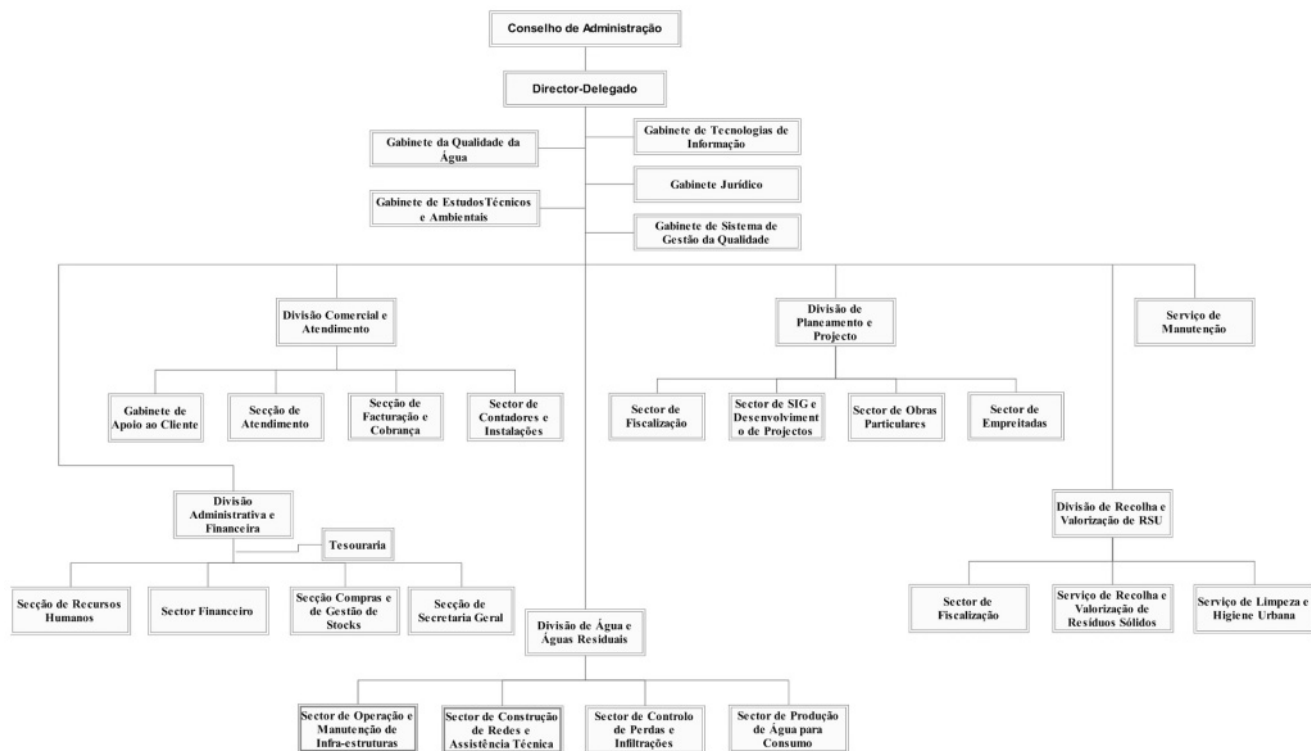 Conselho de Administração
Director-Delegado
Gabinete da Qualidade da
Água
Gabinete de Tecnologias de
Informação
Gabinete Jurídico
Gabinete de EstudosTécnicos
e Ambientais
Gabinete de Sistema de
Gestão da Qualidade
Divisão Comercial e
Atendimento
Divisão de
Planeamento e
Projecto
Serviço de
Manutenção
Gabinete de
Apoio ao Cliente
Secção de
Atendimento
Secção de
Facturação e
Cobrança
Sector de
Contadores e
Instalações
Sector de
Fiscalização
Sector de SIG e
Desenvolviment
o de Projectos
Sector de Obras
Particulares
Sector de
Empreitadas
Divisão
Administrativa e
Financeira
Tesouraria
Divisão de Recolha e
Valorização de RSU
Secção de Recursos
Humanos
Sector Financeiro
Secção Compras e
de Gestão de
Stocks
Secção de
Secretaria Geral
Divisão de Água e
Águas Residuais
Sector de
Fiscalização
Serviço de Recolha e
Valorização de
Resíduos Sólidos
Serviço de Limpeza e
Higiene Urbana
Sector de Operação e
Manutenção de
Infra-estruturas
Sector de Construção
de Redes e
Assistência Técnica
Sector de Controlo
de Perdas e
Infiltrações
Sector de Produção
de Água para
Consumo